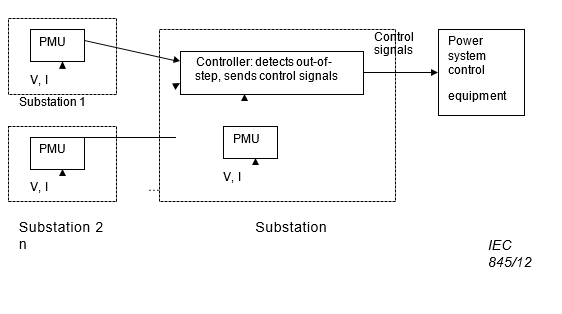 PMU
V, I
Substation 1
Controller: detects out-of-
step, sends control signals
Control
signals
Power
system
control
equipment
PMU
V, I
...
PMU
V, I
Substation 2
n
Substation
IEC
845/12